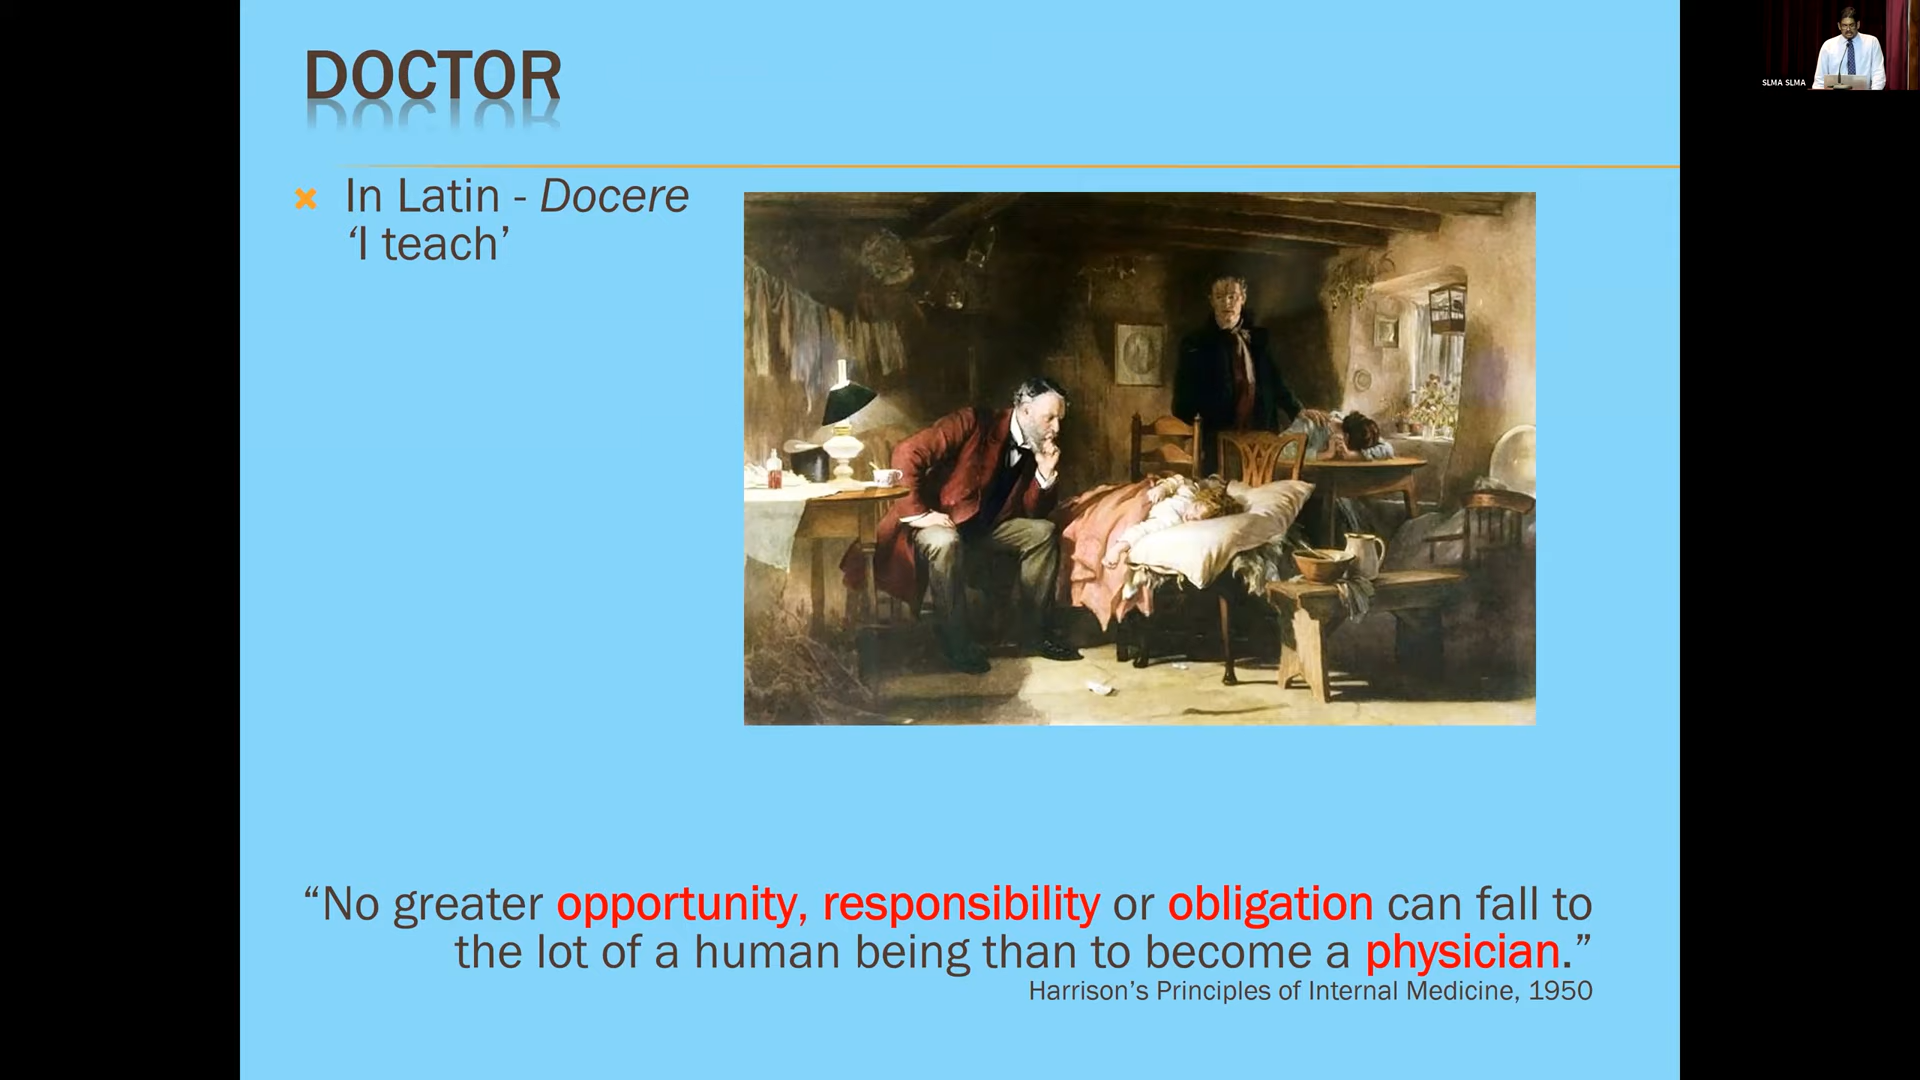 DOCTOR
SLMA SLMA
In Latin - Docere
‘I teach’
“No greater opportunity, responsibility or obligation can fall to
the lot of a human being than to become a physician.”
Harrison’s Principles of Internal Medicine, 1950